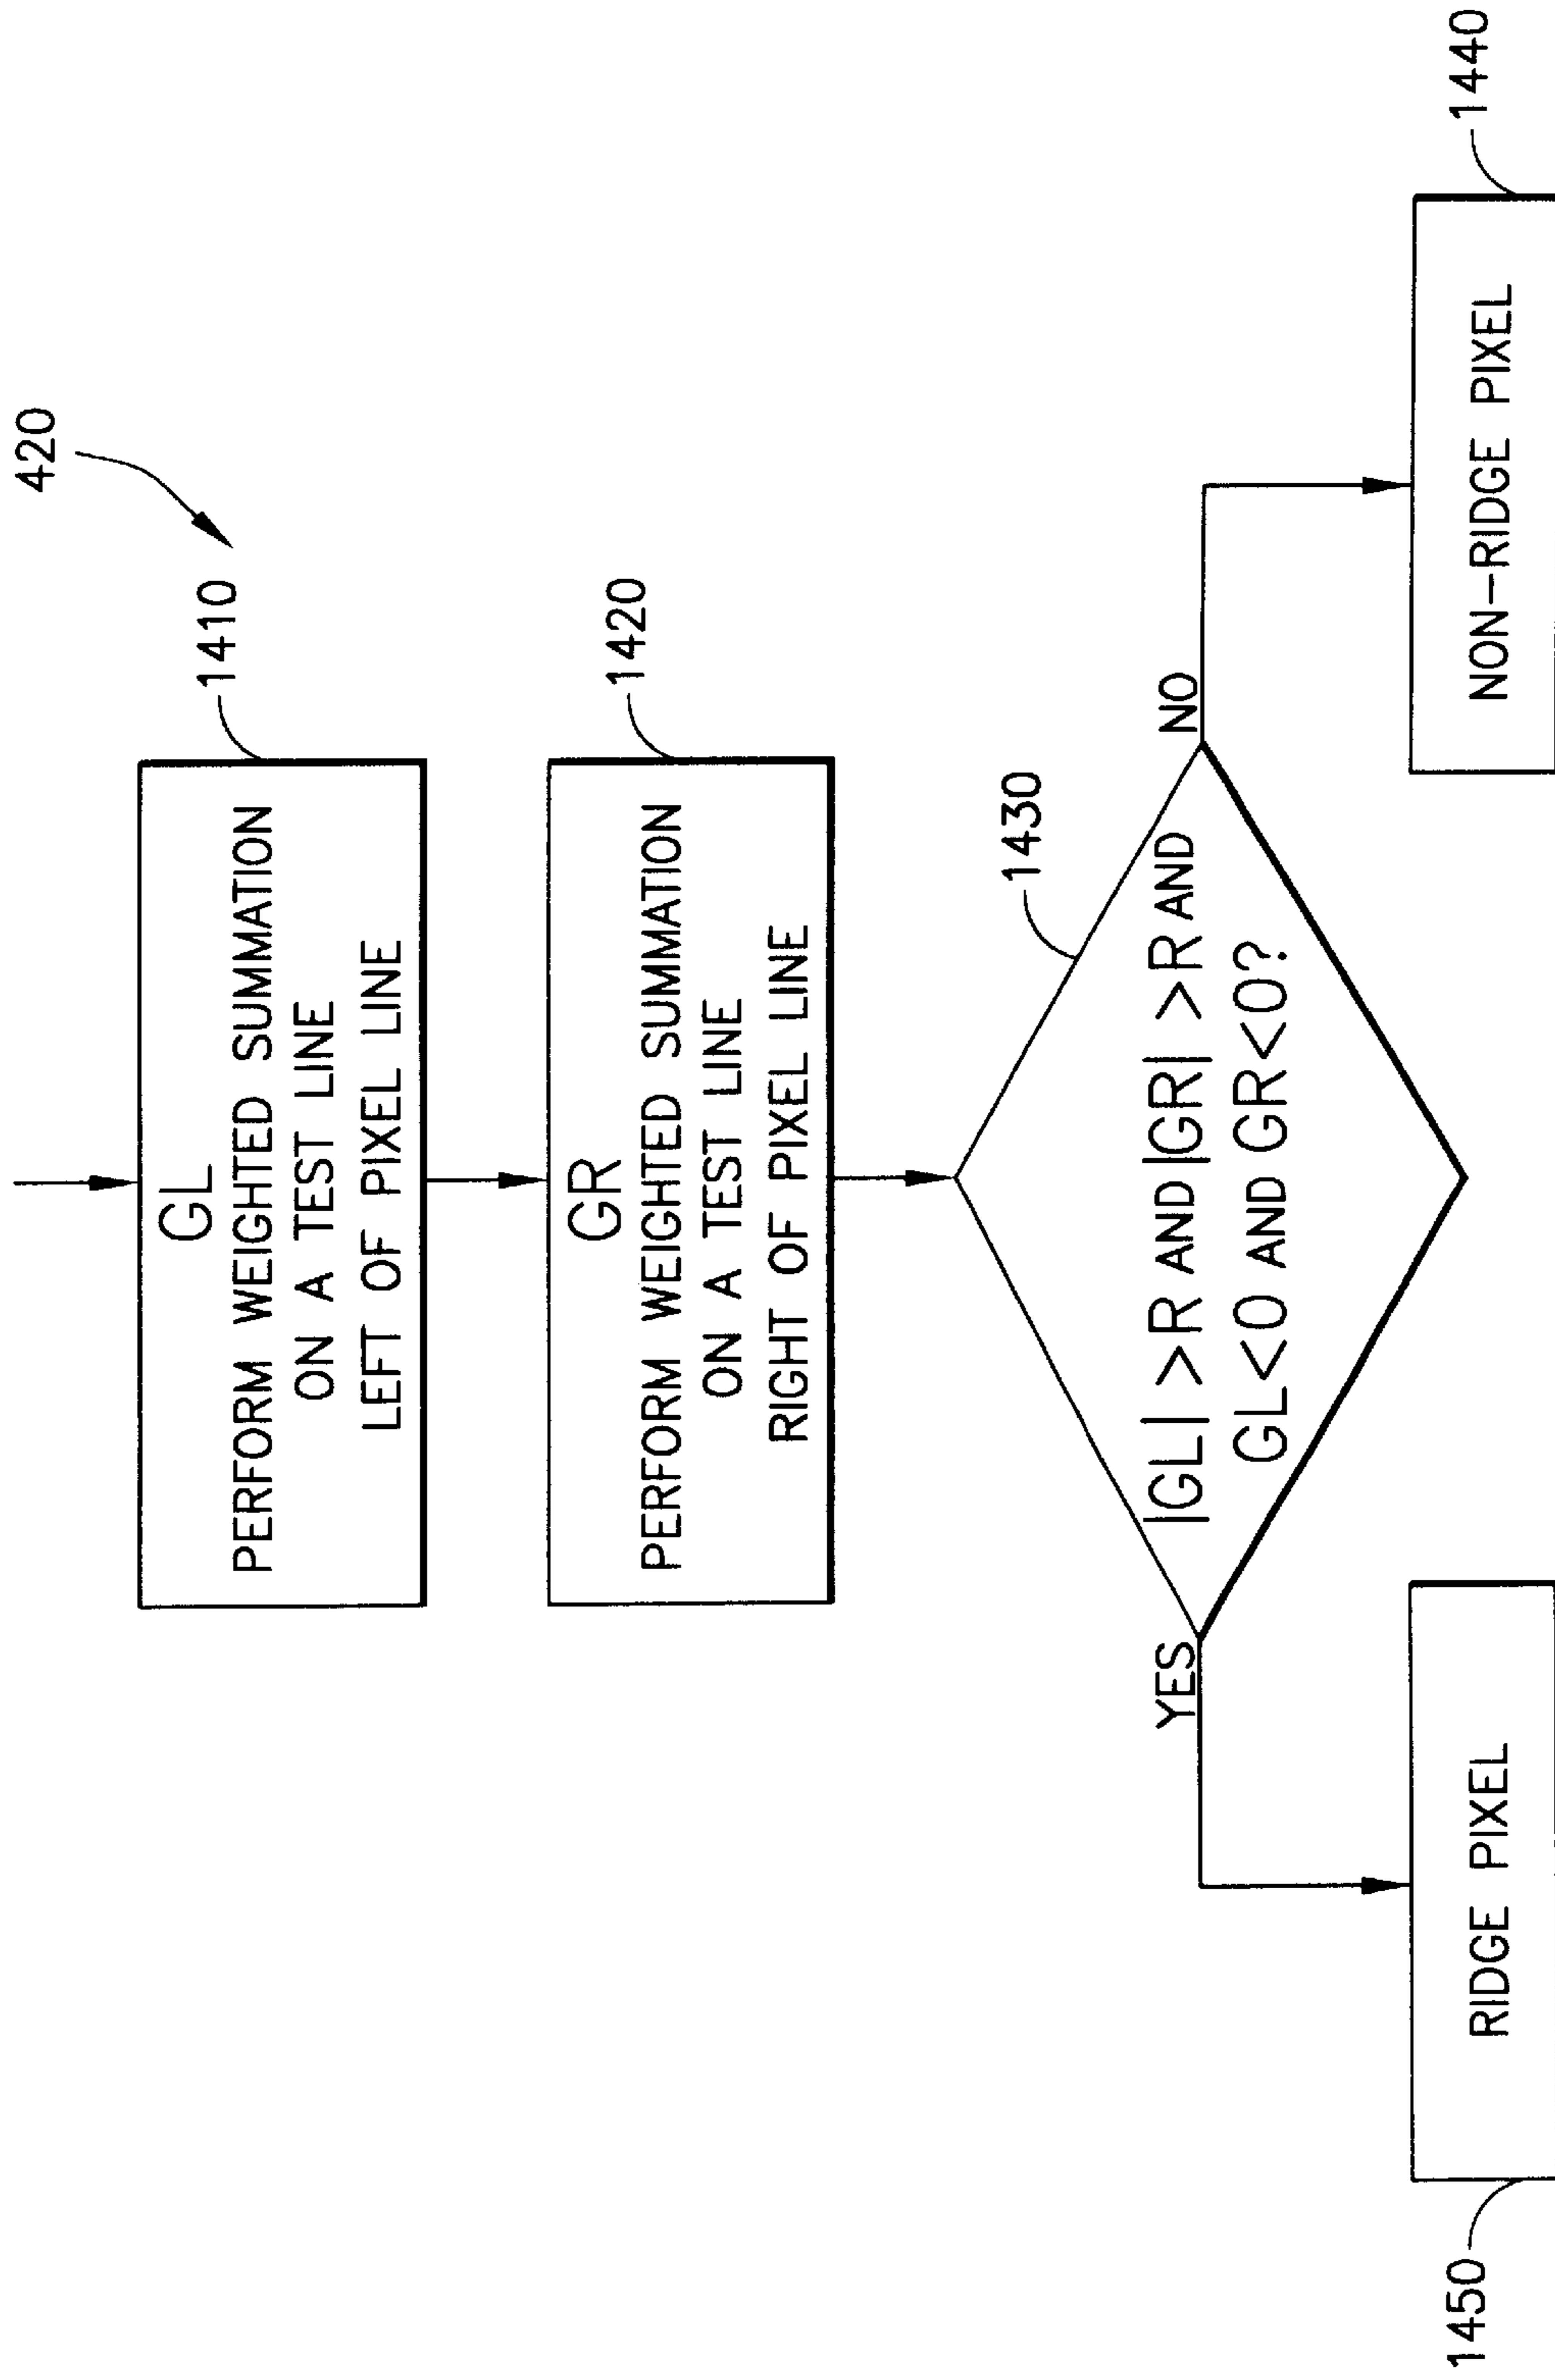 420
1410
GL
PERFORM WEIGHTED SUMMATION
ON A TEST LINE
LEFT OF PIXEL LINE
1420
GR
PERFORM WEIGHTED SUMMATION
ON A TEST LINE
RIGHT OF PIXEL LINE
1430
|GL| >R AND |GR| >R AND
GL<0 AND GR<0?
YES
NO
1450
RIDGE PIXEL
NON-RIDGE PIXEL
1440